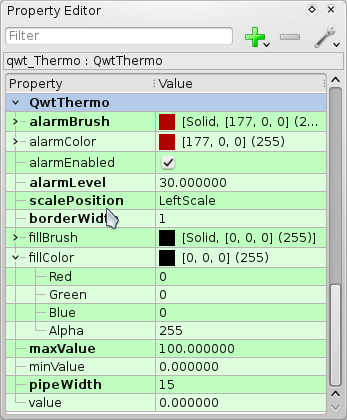 Property Editor
Filter
qwt_Thermo : QwtThermo
Property Value
QwtThermo
alarmBrush [Solid, [177, 0, 0] (2...
alarmColor [177, 0, 0] (255)
alarmEnabled
alarmLevel 30.000000
scalePosition LeftScale
borderWidth 1
fillBrush [Solid, [0, 0, 0] (255)]
fillColor [0, 0, 0] (255)
Red 0
Green 0
Blue 0
Alpha 255
maxValue 100.000000
minValue 0.000000
pipeWidth 15
value 0.000000